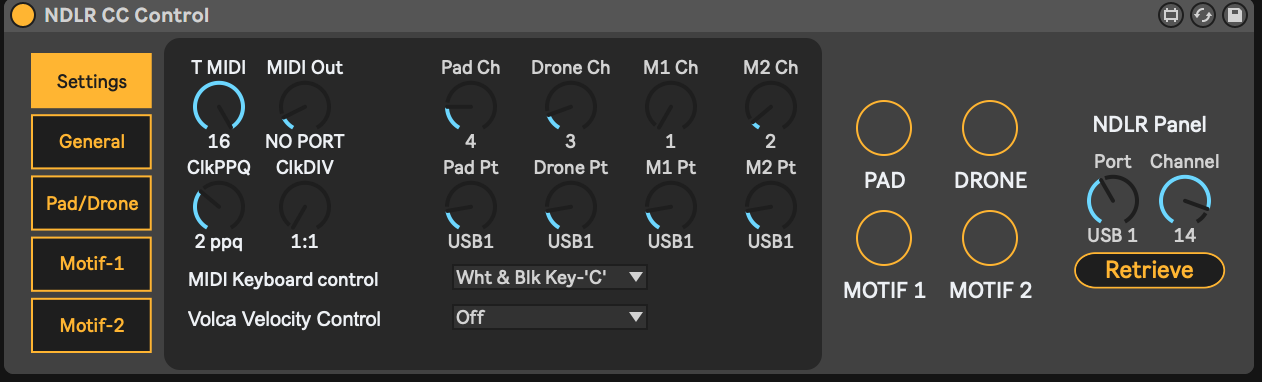 NDLR CC Control
Settings
General
Pad/Drone
Motif-1
Motif-2
T MIDI MIDI Out Pad Ch Drone Ch M1 Ch M2 Ch
16 NO PORT 4 3 1 2
ClkPPQ ClkDIV Pad Pt Drone Pt M1 Pt M2 Pt
2 ppq 1:1 USB1 USB1 USB1 USB1
MIDI Keyboard control Wht & Blk Key-'C'
Volca Velocity Control Off
PAD DRONE
MOTIF 1 MOTIF 2
NDLR Panel
Port Channel
USB 1 14
Retrieve